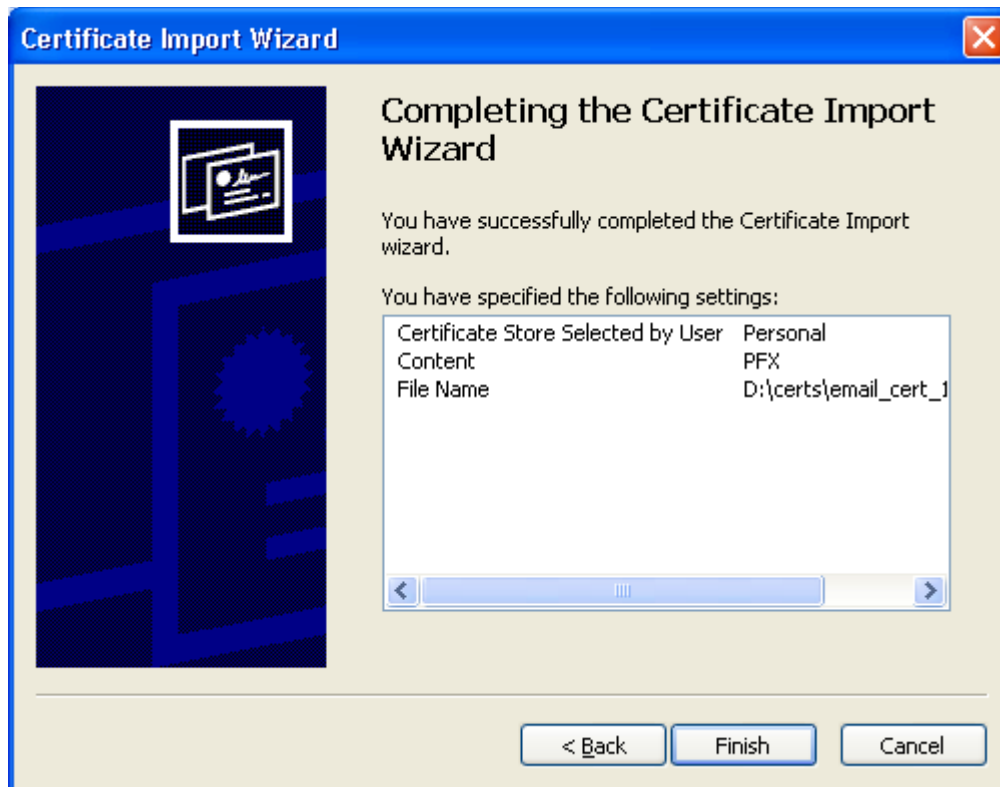 Certificate Import Wizard
Completing the Certificate Import
Wizard
You have successfully completed the Certificate Import
wizard.
You have specified the following settings:
Certificate Store Selected by User Personal
Content PFX
File Name D:\certs\email_cert_1
< Back Finish Cancel